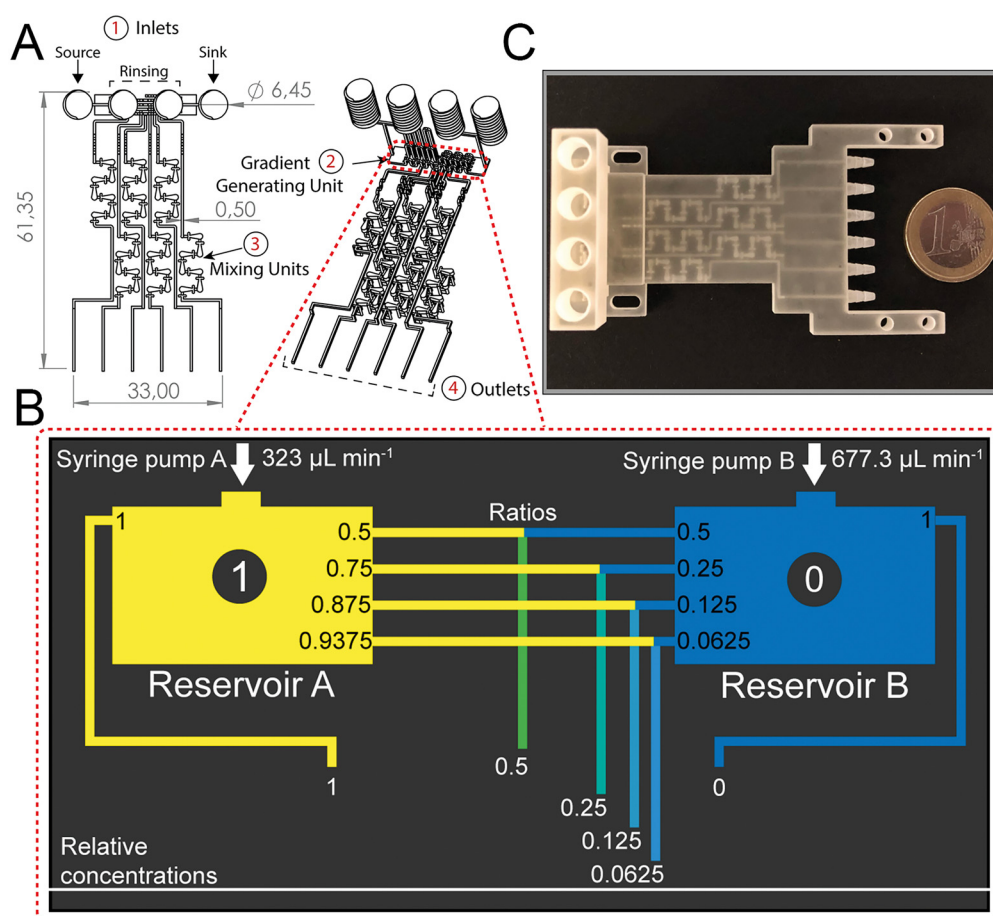 A
1 Inlets
Source
Rinsing
Sink
Ø 6,45
61,35
0,50
3
Mixing Units
33,00
Gradient 2
Generating Unit
4 Outlets
C
1
B
Syringe pump A 323 µL min⁻¹
Syringe pump B 677.3 µL min⁻¹
Ratios
1
0.5
0.75
0.875
0.9375
1
Reservoir A
1
0.5
0.25
0.125
0.0625
0
Reservoir B
1
0.5
0.25
0.125
0.0625
0
Relative
concentrations